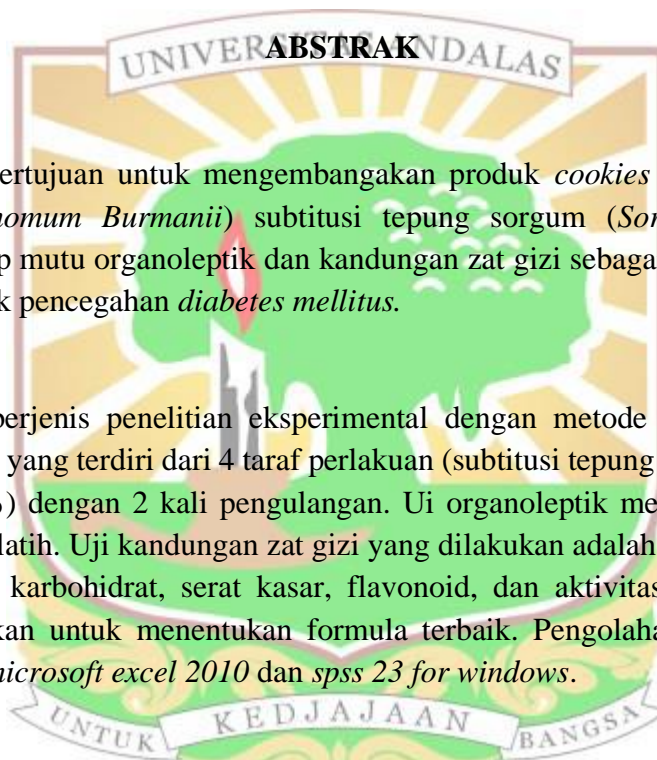 UNIVERSITAS ANDALAS
ABSTRAK
ertujuan untuk mengembangakan produk cookies
nomum Burmanii) subtitusi tepung sorgum (Sor
p mutu organoleptik dan kandungan zat gizi sebaga
k pencegahan diabetes mellitus.
berjenis penelitian eksperimental dengan metode
yang terdiri dari 4 taraf perlakuan (subtitusi tepung
) dengan 2 kali pengulangan. Ui organoleptik me
latih. Uji kandungan zat gizi yang dilakukan adalah
karbohidrat, serat kasar, flavonoid, dan aktivitas
kan untuk menentukan formula terbaik. Pengolaha
microsoft excel 2010 dan spss 23 for windows.
UNTUK KEDJAJAAN BANGSA